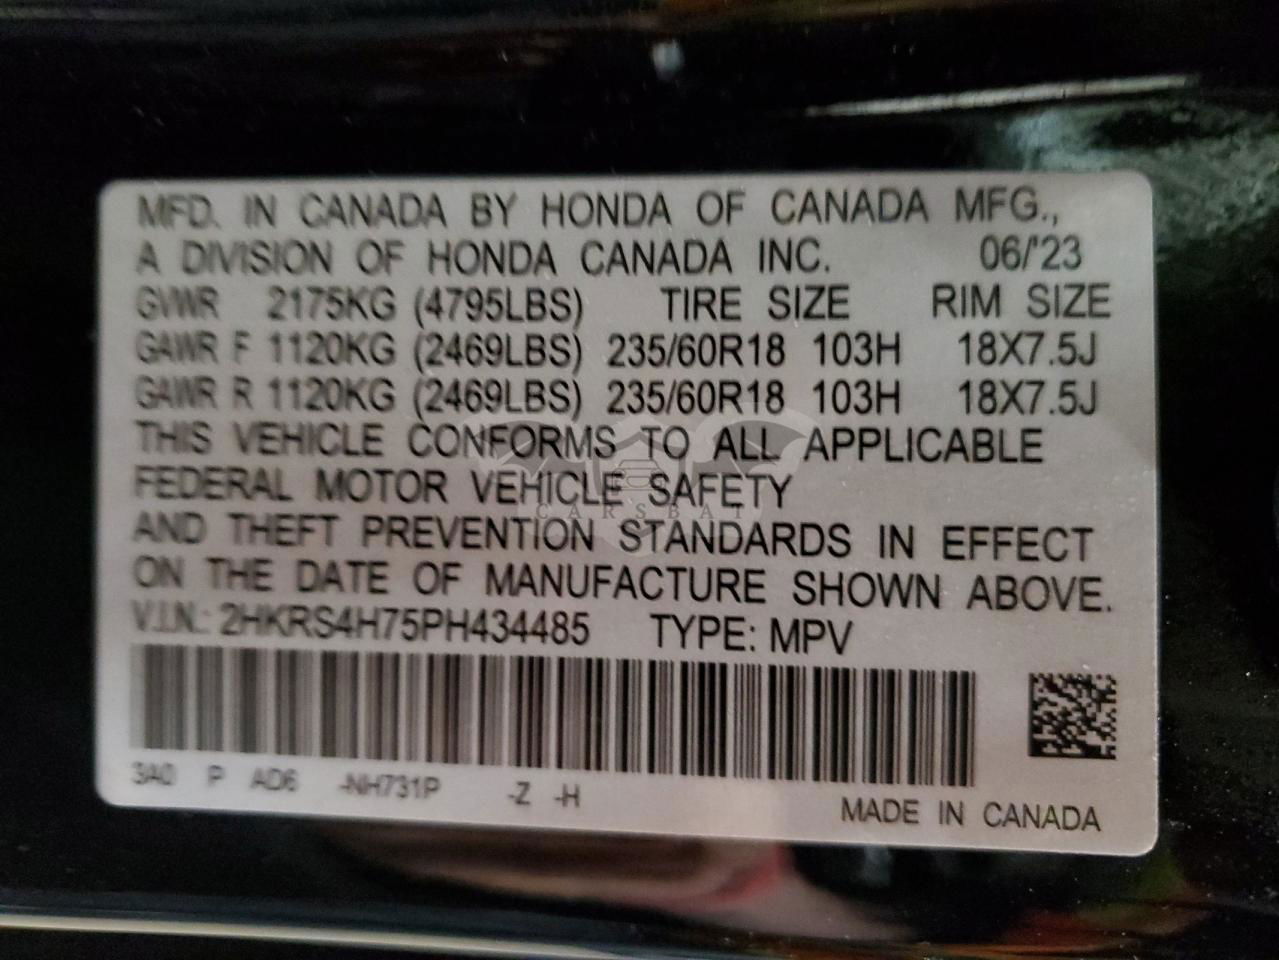 MFD. IN CANADA BY HONDA OF CANADA MFG.,
A DIVISION OF HONDA CANADA INC. 06/'23
GVWR 2175KG (4795LBS) TIRE SIZE RIM SIZE
GAWR F 1120KG (2469LBS) 235/60R18 103H 18X7.5J
GAWR R 1120KG (2469LBS) 235/60R18 103H 18X7.5J
THIS VEHICLE CONFORMS TO ALL APPLICABLE
FEDERAL MOTOR VEHICLE SAFETY
CARSBAT
AND THEFT PREVENTION STANDARDS IN EFFECT
ON THE DATE OF MANUFACTURE SHOWN ABOVE.
V.I.N.: 2HKRS4H75PH434485 TYPE: MPV
3A0 P AD6 -NH731P -Z -H
MADE IN CANADA